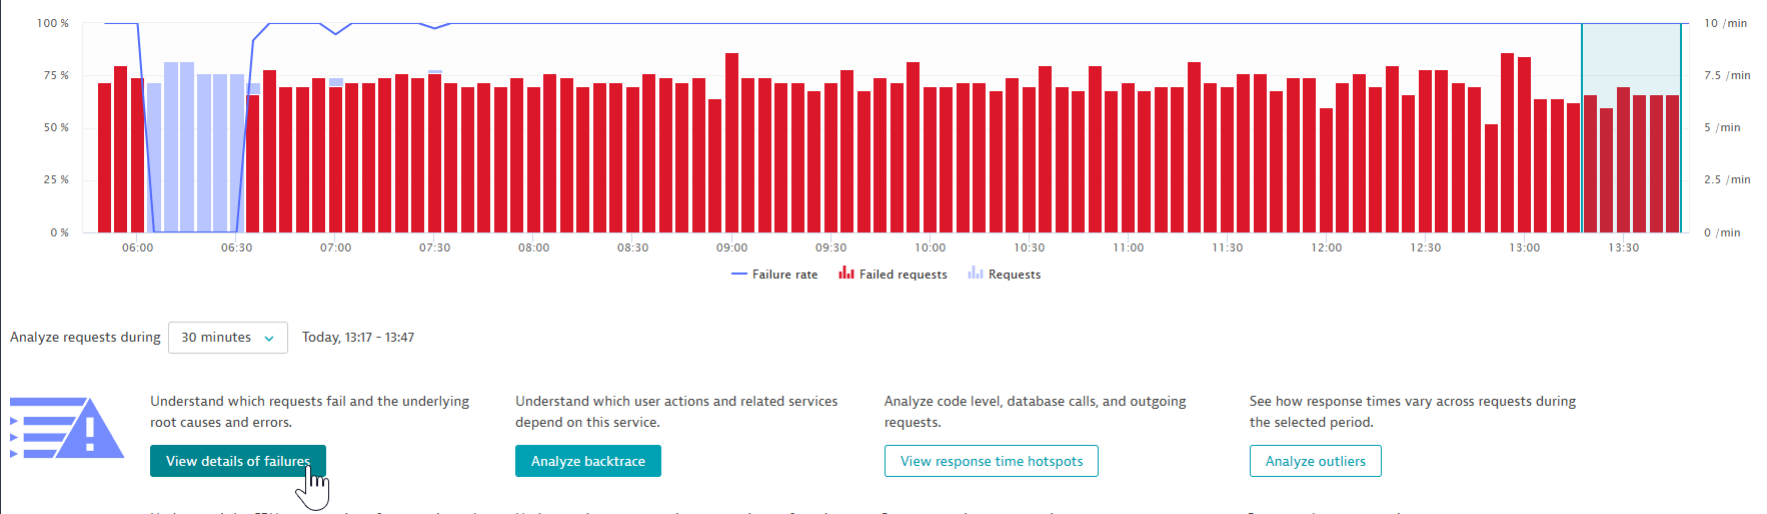 100 %
10 /min
75 %
7.5 /min
50 %
5 /min
25 %
2.5 /min
0 %
0 /min
06:00 06:30 07:00 07:30 08:00 08:30 09:00 09:30 10:00 10:30 11:00 11:30 12:00 12:30 13:00 13:30
Failure rate Failed requests Requests
Analyze requests during 30 minutes Today, 13:17 - 13:47
Understand which requests fail and the underlying
root causes and errors.
View details of failures
Understand which user actions and related services
depend on this service.
Analyze backtrace
Analyze code level, database calls, and outgoing
requests.
View response time hotspots
See how response times vary across requests during
the selected period.
Analyze outliers